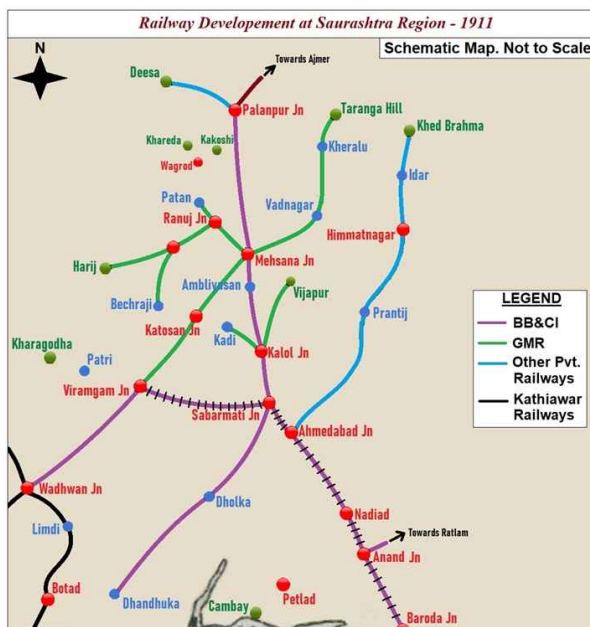 Railway Developement at Saurashtra Region - 1911
Schematic Map. Not to Scale
N
Towards Ajmer
Deesa
Palanpur Jn
Taranga Hill
Khed Brahma
Khareda
Kakoshi
Kheralu
Wagrod
Idar
Patan
Vadnagar
Ranuj Jn
Himmatnagar
Mehsana Jn
Harij
Ambliyasan
Vijapur
Bechraji
LEGEND
BB&CI
GMR
Other Pvt.
Railways
Kathiawar
Railways
Prantij
Katosan Jn
Kadi
Kharagodha
Kalol Jn
Patri
Viramgam Jn
Sabarmati Jn
Ahmedabad Jn
Wadhwan Jn
Dholka
Nadiad
Limdi
Towards Ratlam
Anand Jn
Botad
Petlad
Dhandhuka
Cambay
Baroda Jn